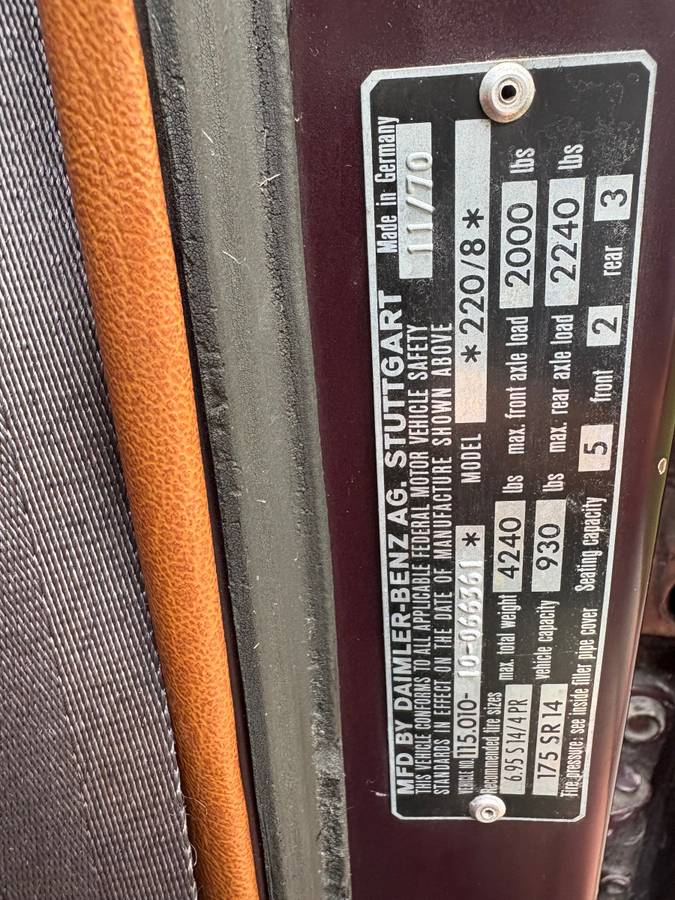 MFD BY DAIMLER-BENZ AG. STUTTGART Made in Germany
THIS VEHICLE CONFORMS TO ALL APPLICABLE FEDERAL MOTOR VEHICLE SAFETY 11/70
STANDARDS IN EFFECT ON THE DATE OF MANUFACTURE SHOWN ABOVE
VEHICLE NO. 115.010- 10-066361 * MODEL * 220/8 *
Recommended tire sizes max. total weight 4240 lbs max. front axle load 2000 lbs
6.95 S 14/4 PR
175 SR 14 vehicle capacity 930 lbs max. rear axle load 2240 lbs
Tire pressure: see inside filler pipe cover Seating capacity 5 front 2 rear 3